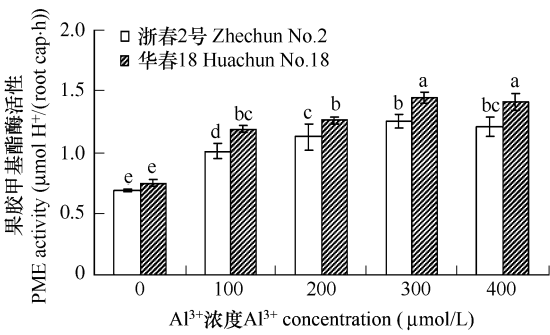 果胶甲基酯酶活性
PME activity (μmol H⁺/(root cap·h))
2.0
1.5
1.0
0.5
0
浙春2号 Zhechun No.2
华春18 Huachun No.18
e e d bc c b b a bc a
0 100 200 300 400
Al³⁺浓度Al³⁺ concentration (μmol/L)